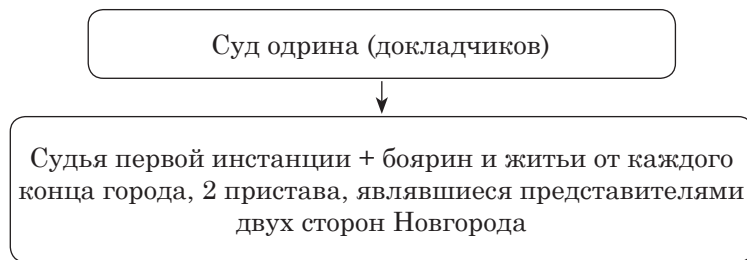 Суд одрина (докладчиков)
Судья первой инстанции + боярин и житьи от каждого
конца города, 2 пристава, являвшиеся представителями
двух сторон Новгорода